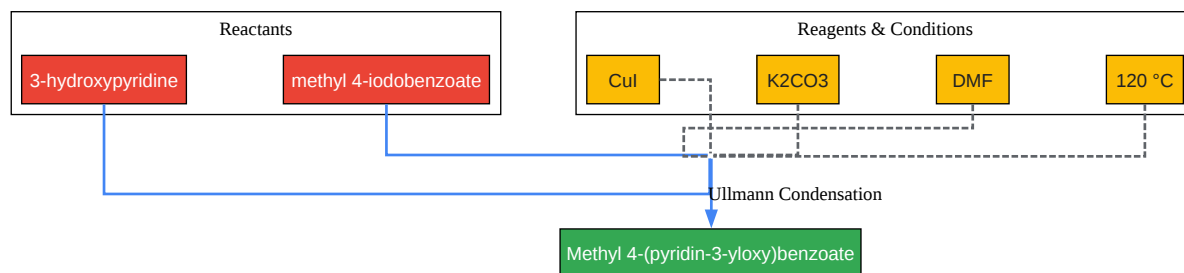 Reactants
Reagents & Conditions
3-hydroxypyridine
methyl 4-iodobenzoate
CuI
K2CO3
DMF
120 °C
Ullmann Condensation
Methyl 4-(pyridin-3-yloxy)benzoate